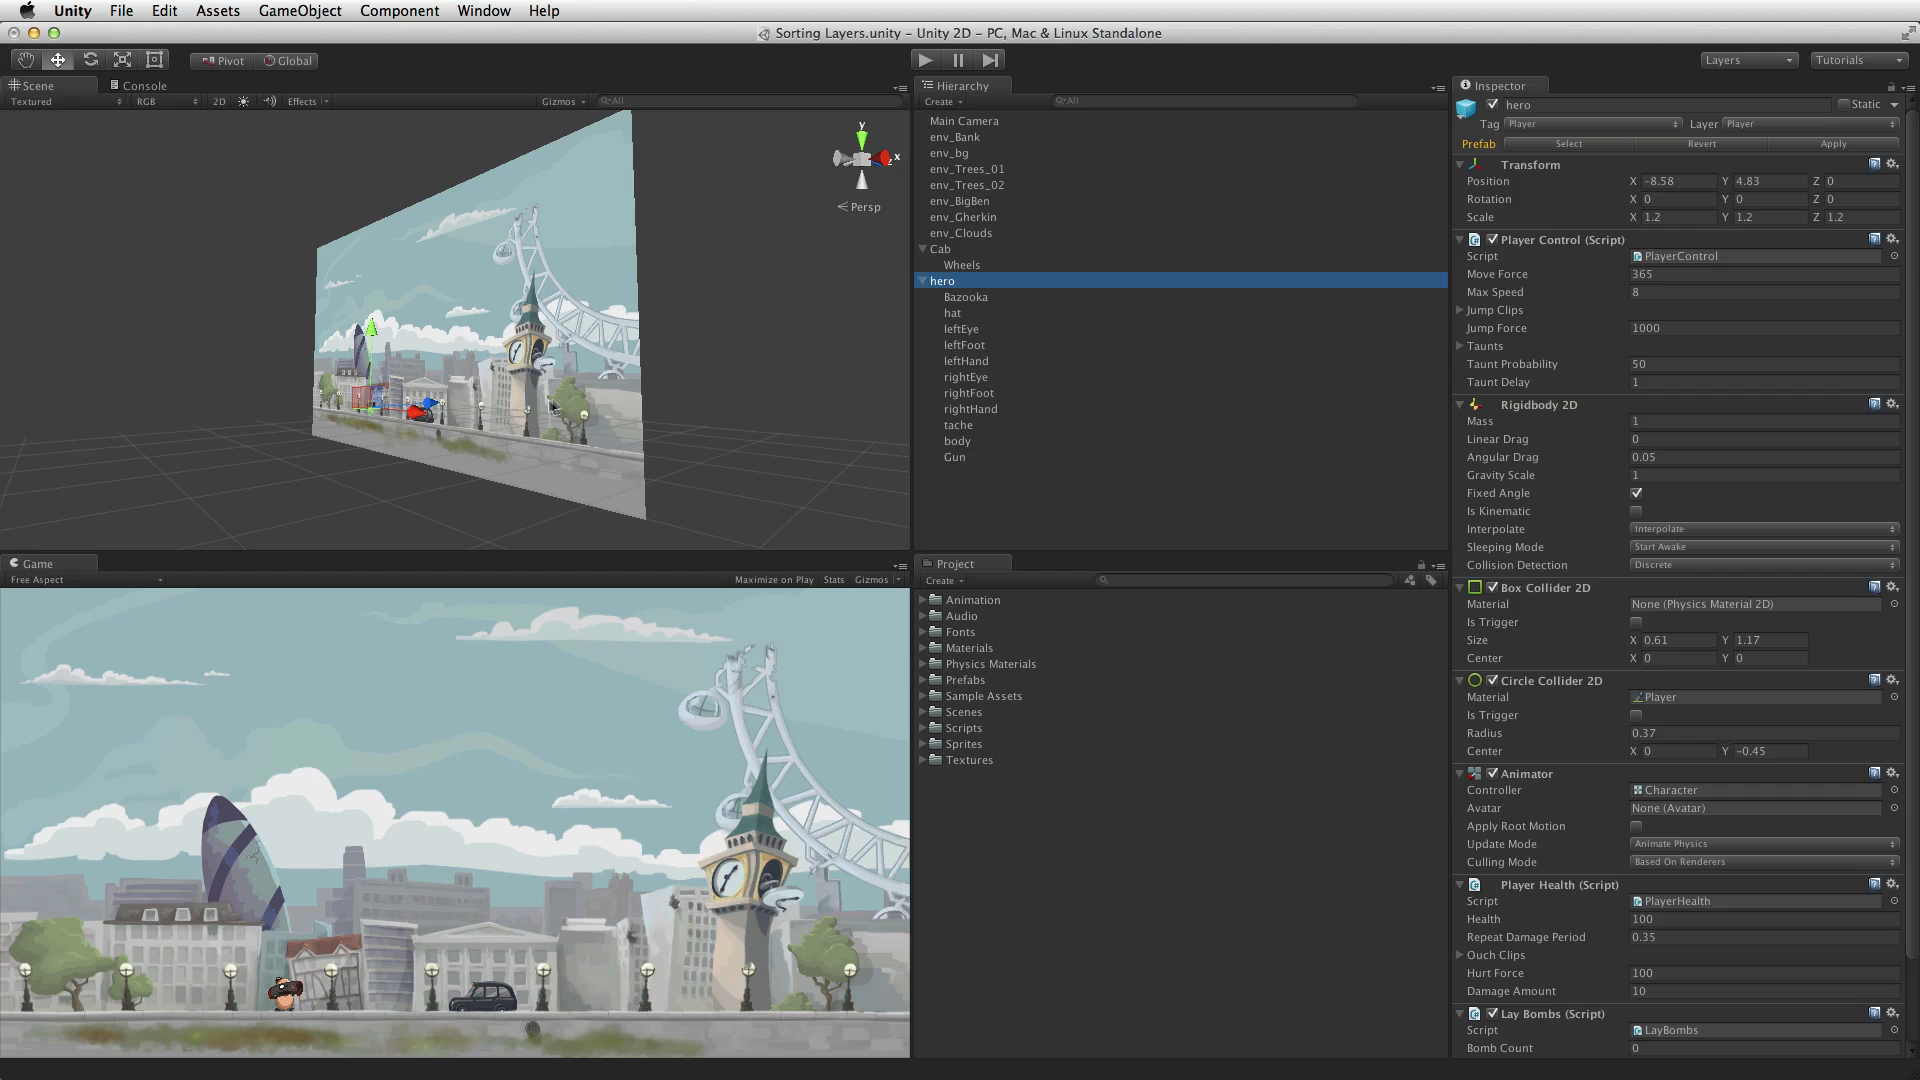 Unity File Edit Assets GameObject Component Window Help
Sorting Layers.unity – Unity 2D – PC, Mac & Linux Standalone
Pivot Global Layers Tutorials
Scene Console
Textured RGB 2D Effects Gizmos All
y
x
z
Persp
Game
Free Aspect Maximize on Play Stats Gizmos
Hierarchy
Create All
Main Camera
env_Bank
env_bg
env_Trees_01
env_Trees_02
env_BigBen
env_Gherkin
env_Clouds
Cab
Wheels
hero
Bazooka
hat
leftEye
leftFoot
leftHand
rightEye
rightFoot
rightHand
tache
body
Gun
Project
Create
Animation
Audio
Fonts
Materials
Physics Materials
Prefabs
Sample Assets
Scenes
Scripts
Sprites
Textures
Inspector
hero Static
Tag Player Layer Player
Prefab Select Revert Apply
Transform
Position X -8.58 Y 4.83 Z 0
Rotation X 0 Y 0 Z 0
Scale X 1.2 Y 1.2 Z 1.2
Player Control (Script)
Script PlayerControl
Move Force 365
Max Speed 8
Jump Clips
Jump Force 1000
Taunts
Taunt Probability 50
Taunt Delay 1
Rigidbody 2D
Mass 1
Linear Drag 0
Angular Drag 0.05
Gravity Scale 1
Fixed Angle
Is Kinematic
Interpolate Interpolate
Sleeping Mode Start Awake
Collision Detection Discrete
Box Collider 2D
Material None (Physics Material 2D)
Is Trigger
Size X 0.61 Y 1.17
Center X 0 Y 0
Circle Collider 2D
Material Player
Is Trigger
Radius 0.37
Center X 0 Y -0.45
Animator
Controller Character
Avatar None (Avatar)
Apply Root Motion
Update Mode Animate Physics
Culling Mode Based On Renderers
Player Health (Script)
Script PlayerHealth
Health 100
Repeat Damage Period 0.35
Ouch Clips
Hurt Force 100
Damage Amount 10
Lay Bombs (Script)
Script LayBombs
Bomb Count 0